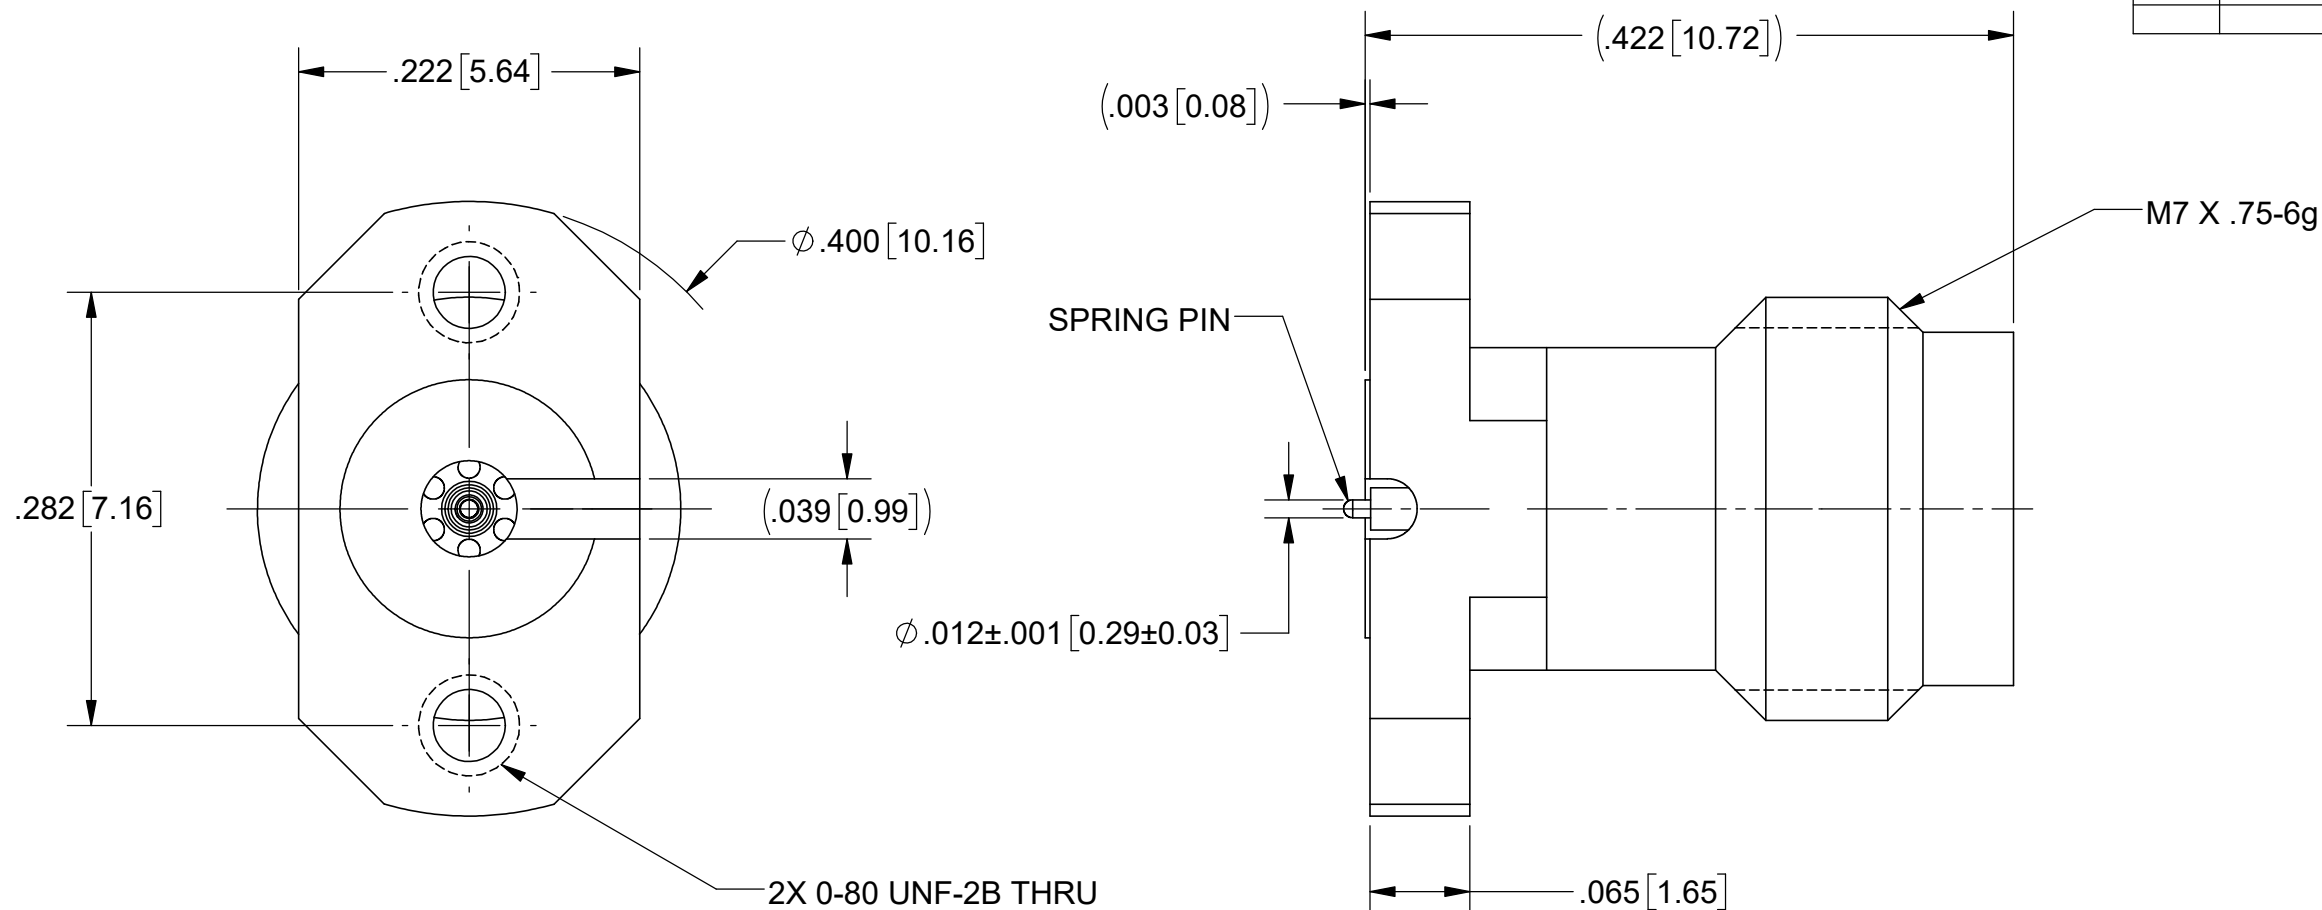 (.422[10.72])
.222[5.64]
(.003[0.08])
M7 X .75-6g
∅.400[10.16]
SPRING PIN
.282[7.16]
(.039[0.99])
∅.012±.001[0.29±0.03]
2X 0-80 UNF-2B THRU
.065[1.65]